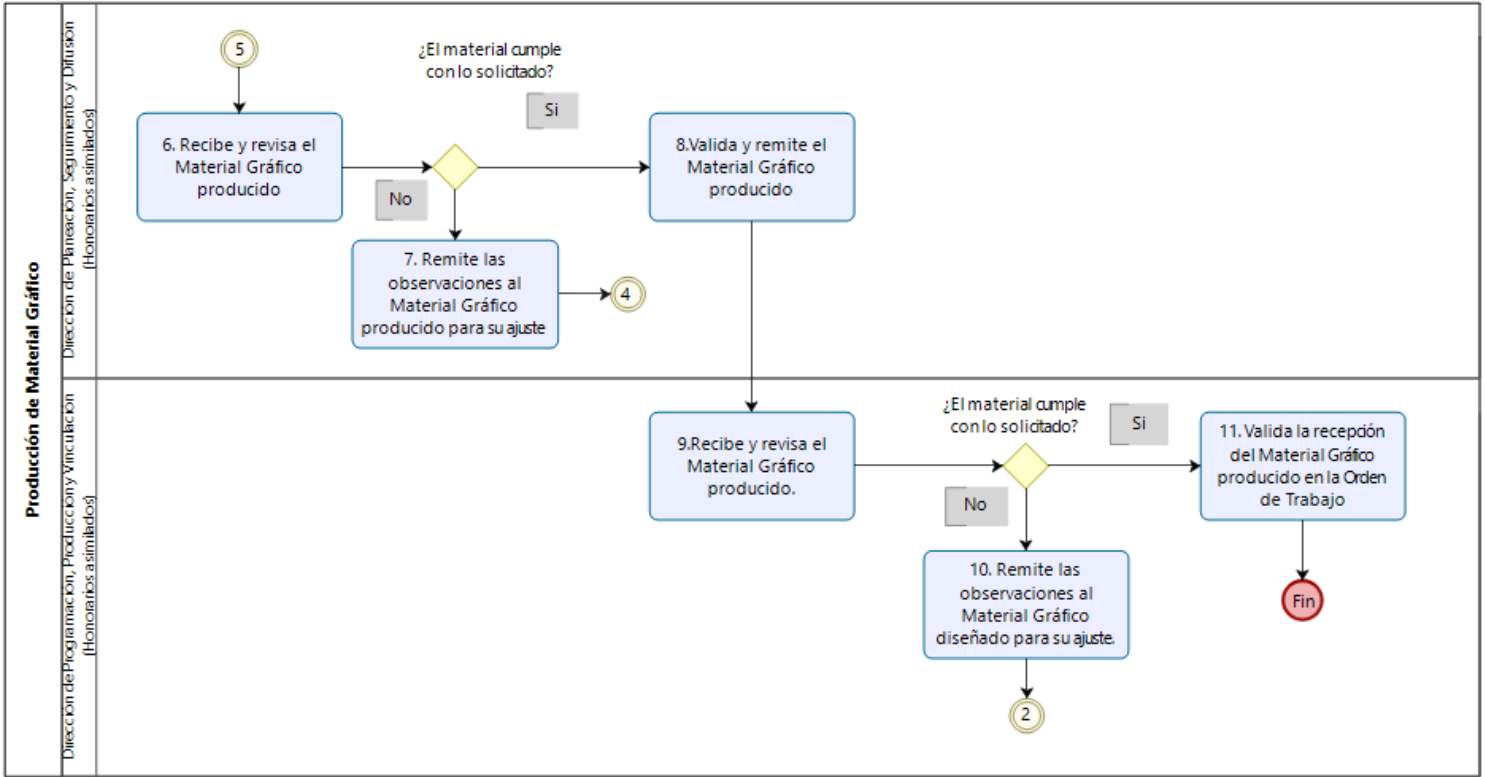 Producción de Material Gráfico
Dirección de Planeación, Seguimiento y Difusión
(Honorarios asimilados)
5
¿El material cumple
con lo solicitado?
Si
6. Recibe y revisa el
Material Gráfico
producido
No
8.Valida y remite el
Material Gráfico
producido
7. Remite las
observaciones al
Material Gráfico
producido para su ajuste
4
Dirección de Programación, Producción y Vinculación
(Honorarios asimilados)
9.Recibe y revisa el
Material Gráfico
producido.
¿El material cumple
con lo solicitado?
Si
No
11. Valida la recepción
del Material Gráfico
producido en la Orden
de Trabajo
10. Remite las
observaciones al
Material Gráfico
diseñado para su ajuste.
Fin
2